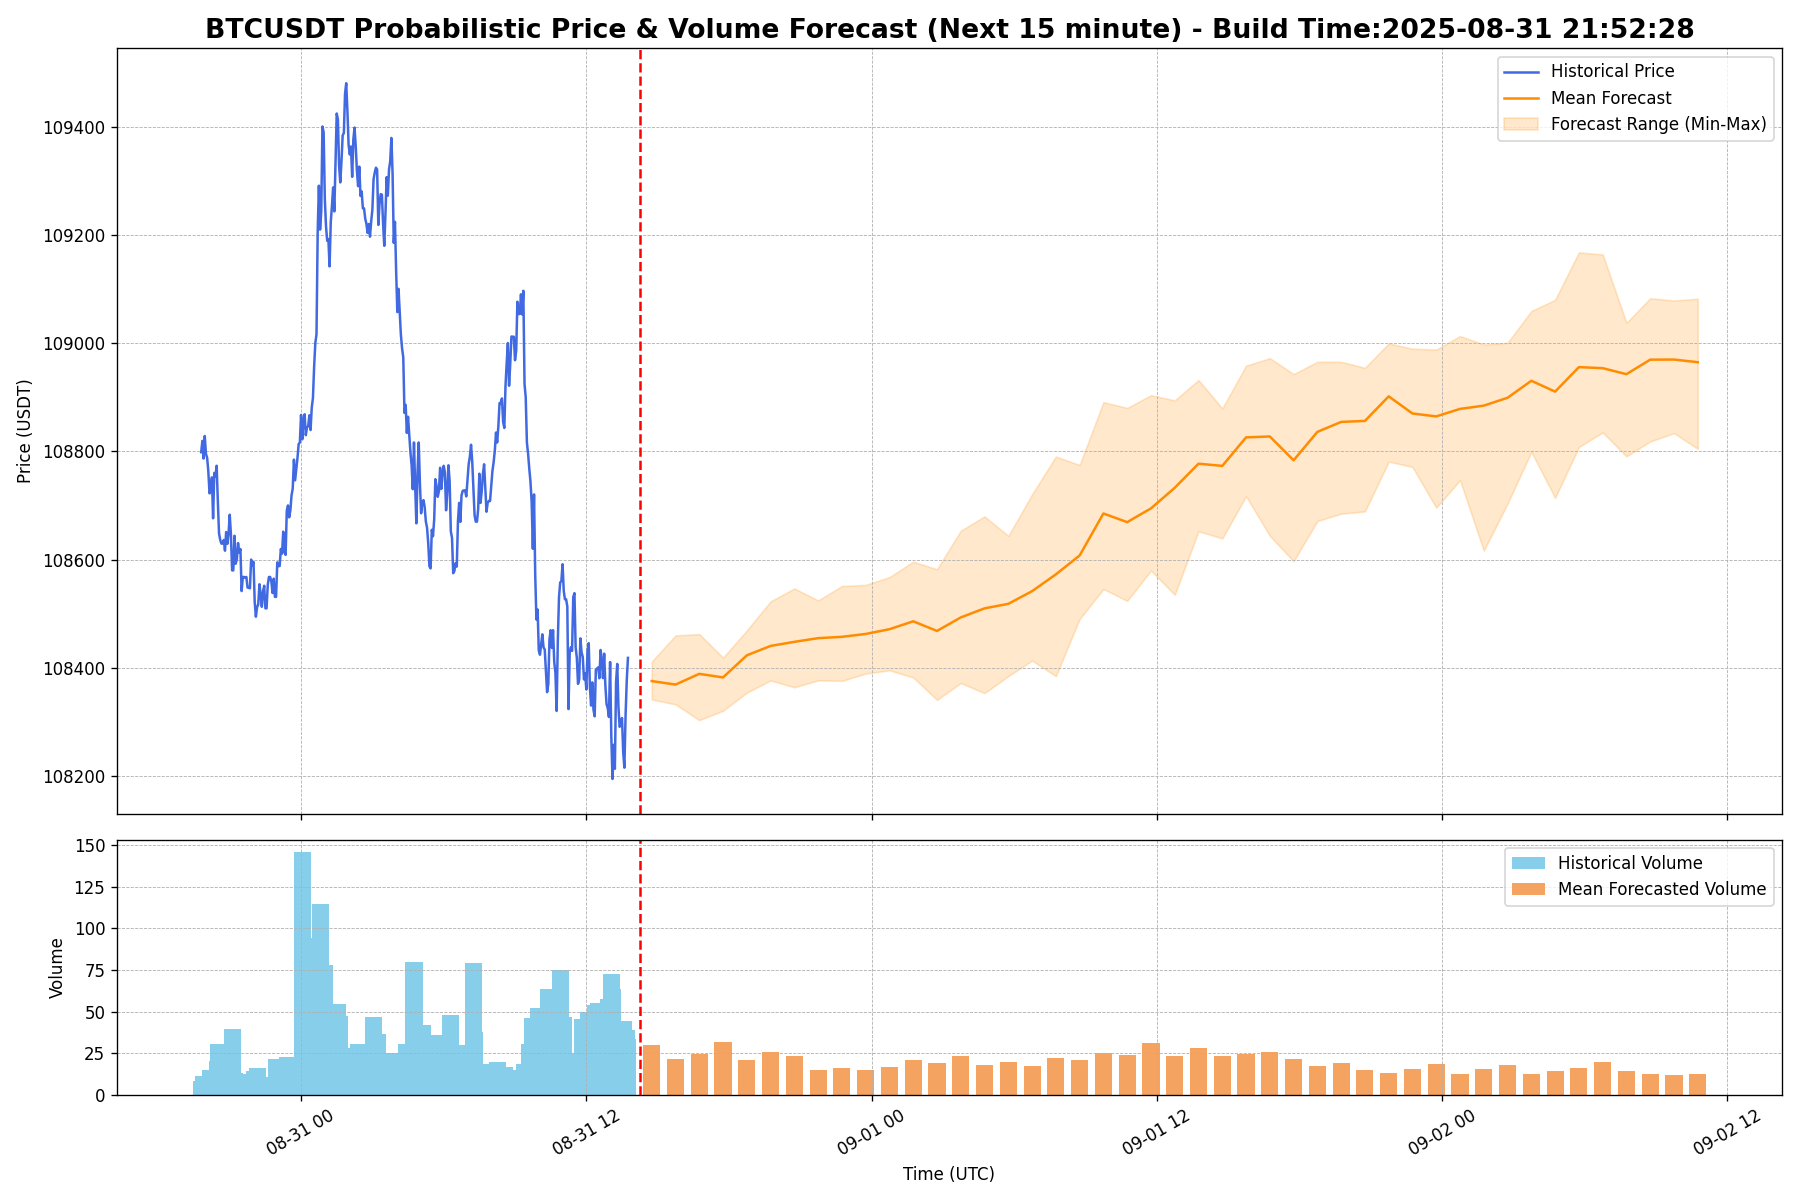 BTCUSDT Probabilistic Price & Volume Forecast (Next 15 minute) - Build Time:2025-08-31 21:52:28
Historical Price
Mean Forecast
Forecast Range (Min-Max)
Price (USDT)
109400
109200
109000
108800
108600
108400
108200
Historical Volume
Mean Forecasted Volume
Volume
150
125
100
75
50
25
0
08-31 00
08-31 12
09-01 00
09-01 12
09-02 00
09-02 12
Time (UTC)